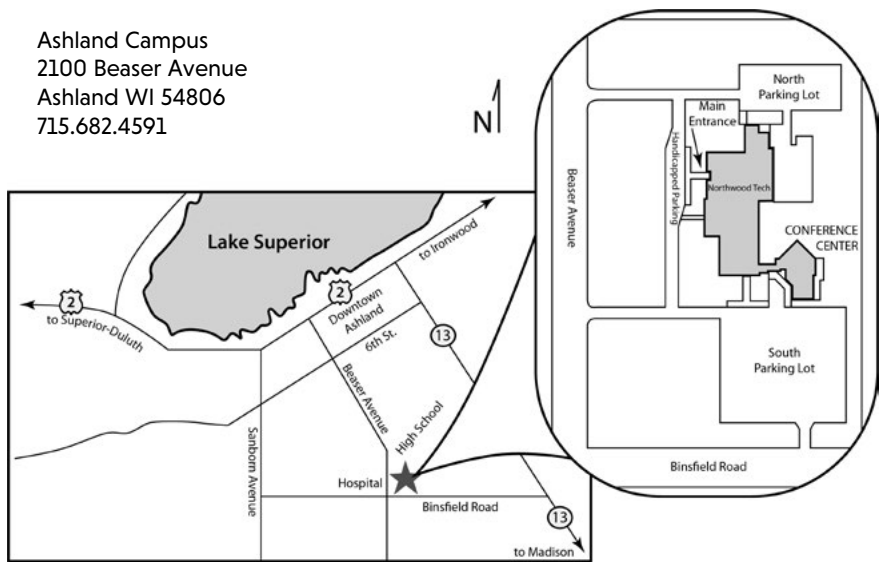 Ashland Campus
2100 Beaser Avenue
Ashland WI 54806
715.682.4591
N
Lake Superior
to Ironwood
2
2
to Superior-Duluth
Downtown
Ashland
6th St.
13
Beaser Avenue
High School
Sanborn Avenue
Hospital
Binsfield Road
13
to Madison
North
Parking Lot
Main
Entrance
Handicapped Parking
Northwood Tech
Beaser Avenue
CONFERENCE
CENTER
South
Parking Lot
Binsfield Road